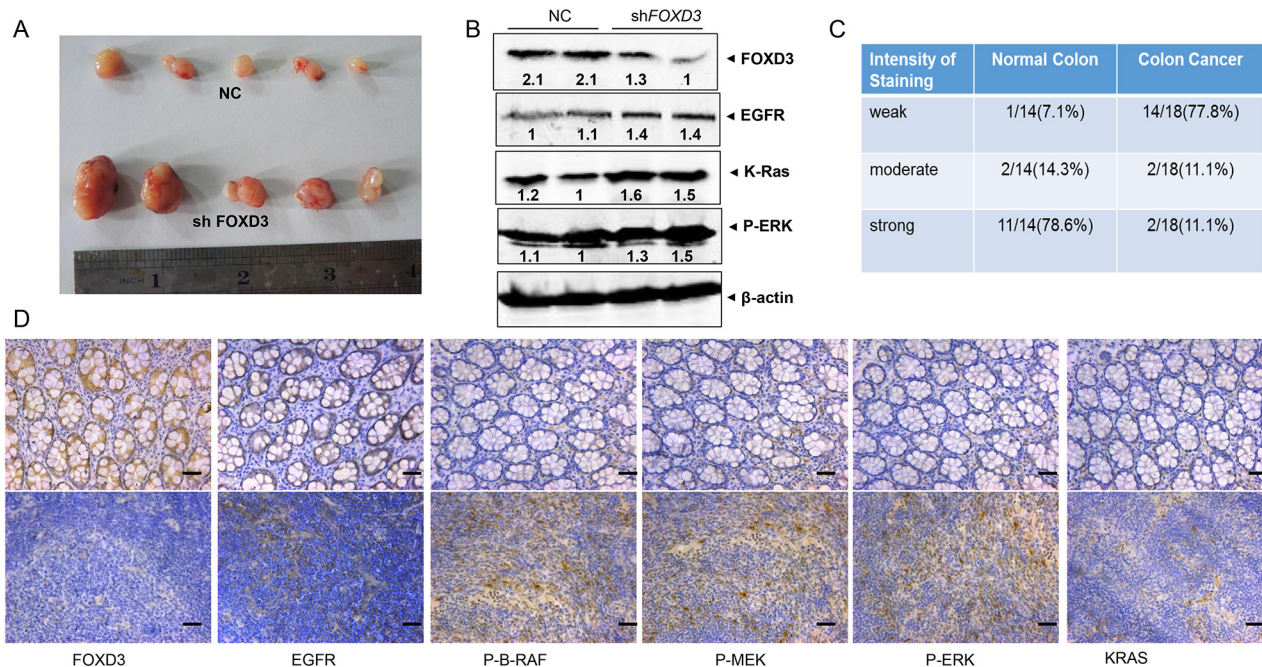 A
NC
sh FOXD3
INCH 1 2 3 4
B
NC shFOXD3
FOXD3
2.1 2.1 1.3 1
EGFR
1 1.1 1.4 1.4
K-Ras
1.2 1 1.6 1.5
P-ERK
1.1 1 1.3 1.5
β-actin
C
Intensity of Staining Normal Colon Colon Cancer
weak 1/14(7.1%) 14/18(77.8%)
moderate 2/14(14.3%) 2/18(11.1%)
strong 11/14(78.6%) 2/18(11.1%)
D
FOXD3 EGFR P-B-RAF P-MEK P-ERK KRAS